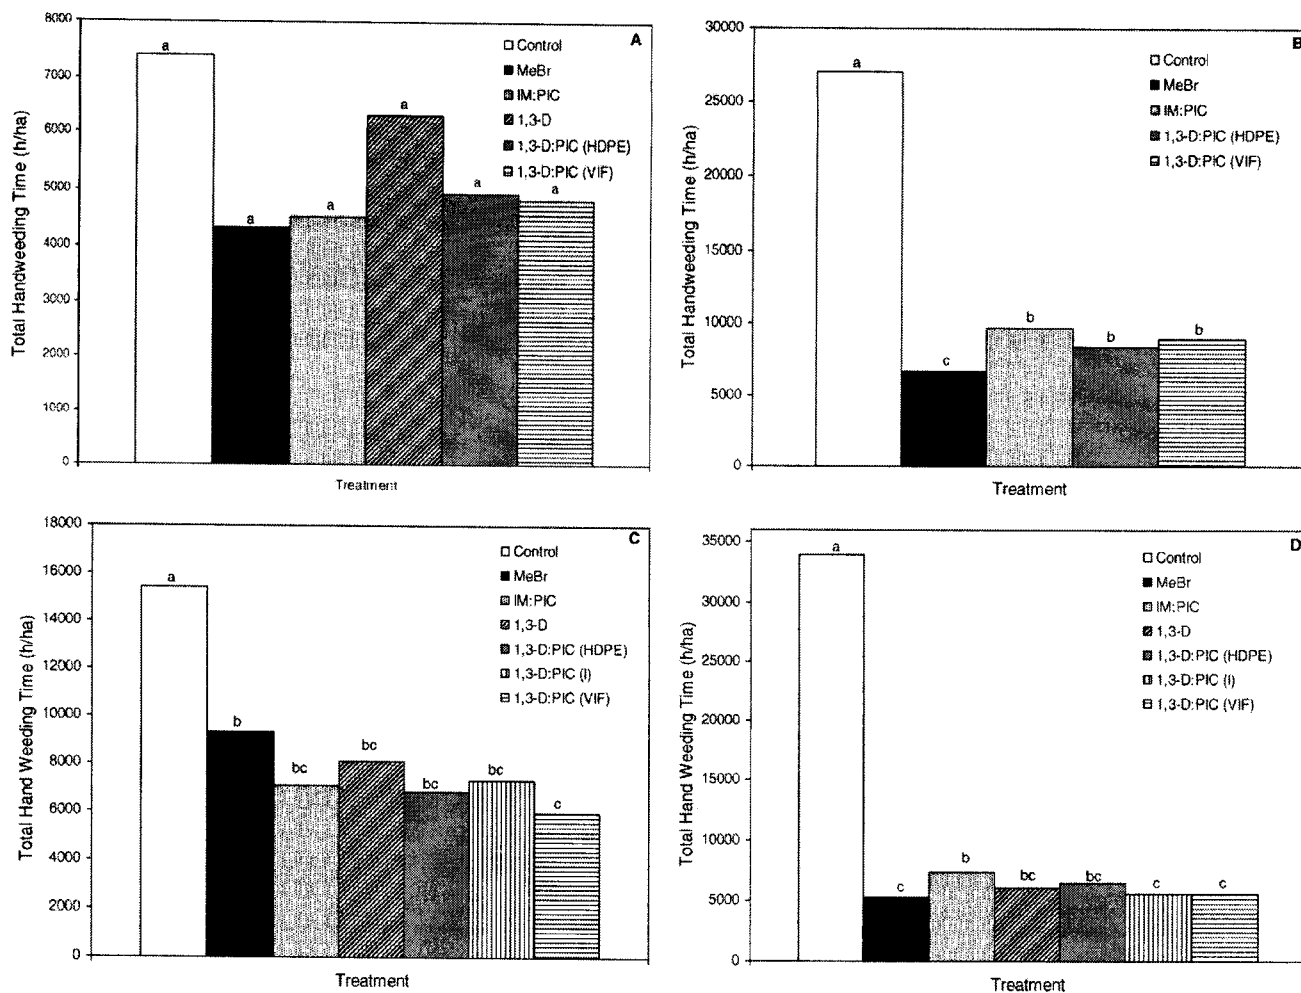 A
Total Handweeding Time (h/ha)
8000
7000
6000
5000
4000
3000
2000
1000
0
a
a
a
a
a
a
Control
MeBr
IM:PIC
1,3-D
1,3-D:PIC (HDPE)
1,3-D:PIC (VIF)
Treatment
B
Total Handweeding Time (h/ha)
30000
25000
20000
15000
10000
5000
0
a
c
b
b
b
Control
MeBr
IM:PIC
1,3-D:PIC (HDPE)
1,3-D:PIC (VIF)
Treatment
C
Total Hand Weeding Time (h/ha)
18000
16000
14000
12000
10000
8000
6000
4000
2000
0
a
b
bc
bc
bc
bc
c
Control
MeBr
IM:PIC
1,3-D
1,3-D:PIC (HDPE)
1,3-D:PIC (I)
1,3-D:PIC (VIF)
Treatment
D
Total Hand Weeding Time (h/ha)
35000
30000
25000
20000
15000
10000
5000
0
a
c
b
bc
bc
c
c
Control
MeBr
IM:PIC
1,3-D
1,3-D:PIC (HDPE)
1,3-D:PIC (I)
1,3-D:PIC (VIF)
Treatment